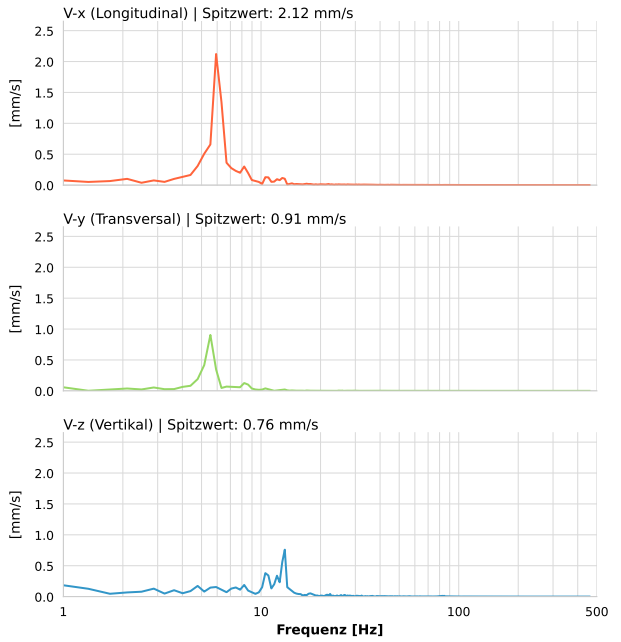 V-x (Longitudinal) | Spitzwert: 2.12 mm/s
2.5
2.0
1.5
1.0
0.5
0.0
[mm/s]
V-y (Transversal) | Spitzwert: 0.91 mm/s
2.5
2.0
1.5
1.0
0.5
0.0
[mm/s]
V-z (Vertikal) | Spitzwert: 0.76 mm/s
2.5
2.0
1.5
1.0
0.5
0.0
[mm/s]
1 10 100 500
Frequenz [Hz]